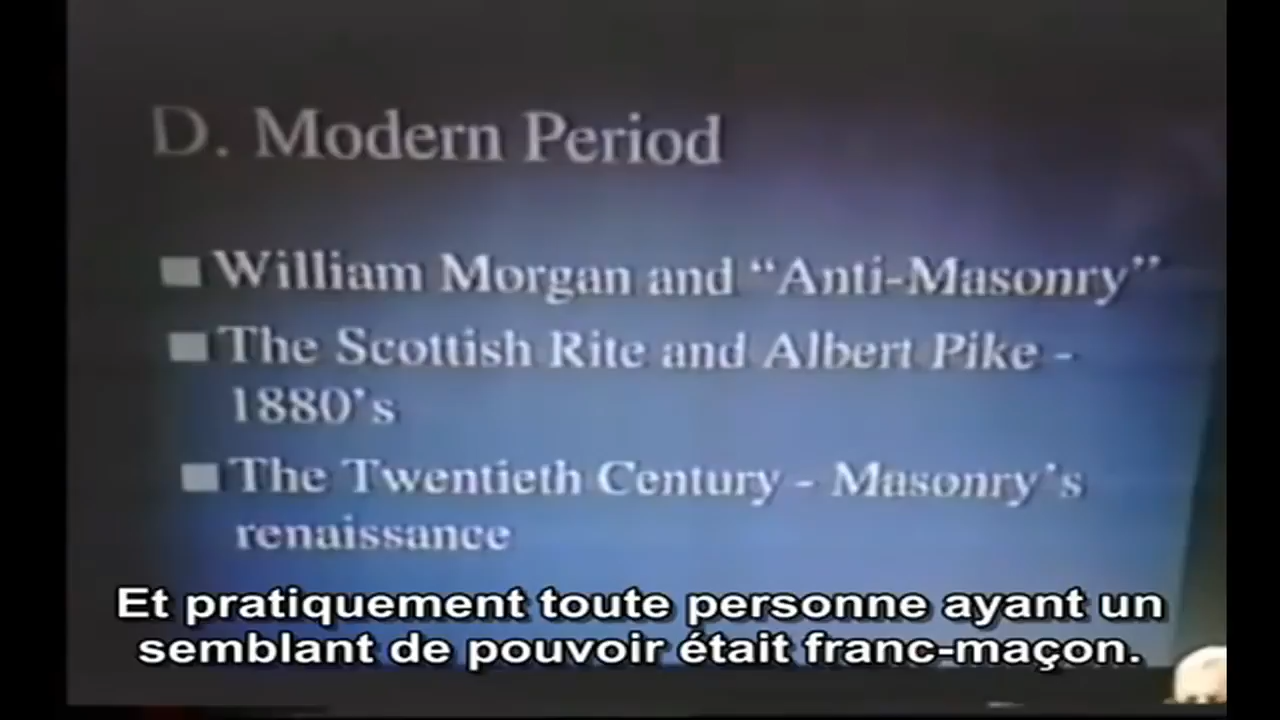 D. Modern Period
William Morgan and “Anti-Masonry”
The Scottish Rite and Albert Pike -
1880’s
The Twentieth Century - Masonry’s
renaissance
Et pratiquement toute personne ayant un
semblant de pouvoir était franc-maçon.